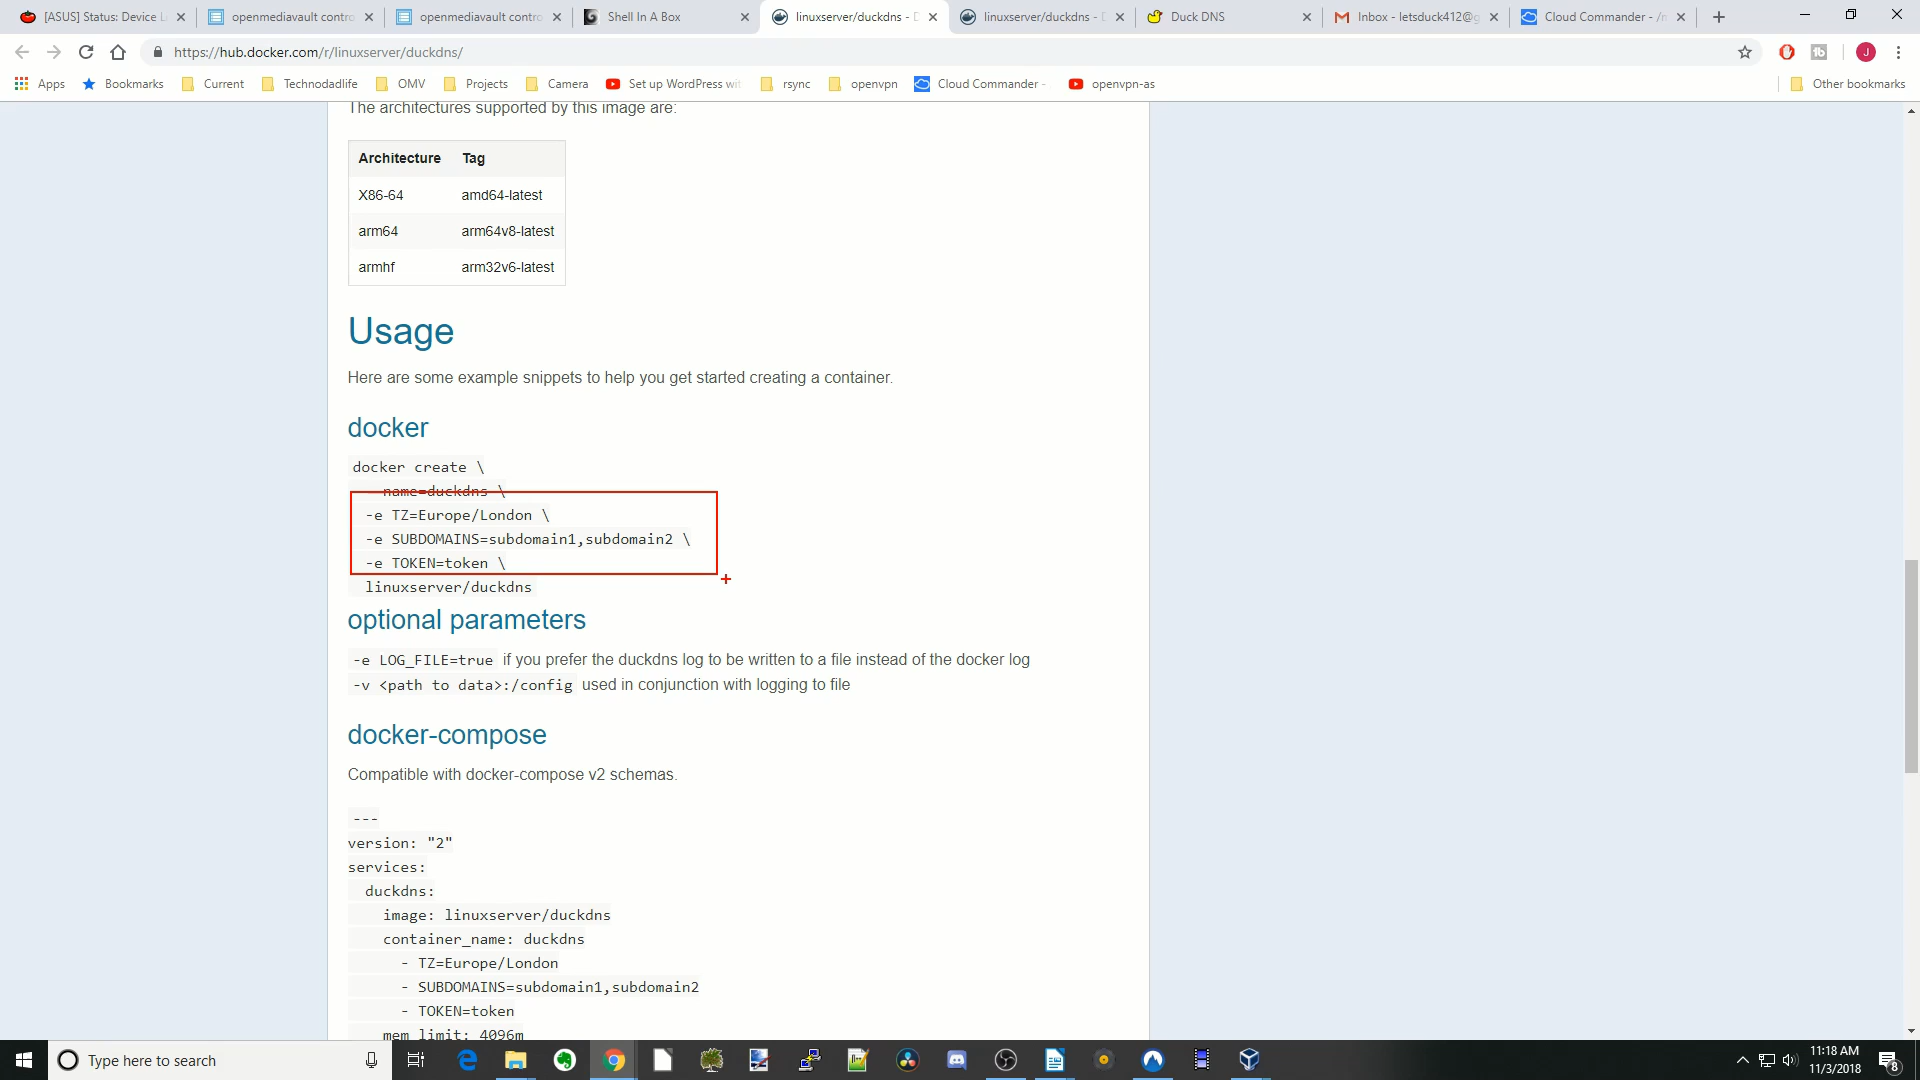 [ASUS] Status: Device Li
openmediavault contro
openmediavault contro
Shell In A Box
linuxserver/duckdns - D
linuxserver/duckdns - D
Duck DNS
Inbox - letsduck412@g
Cloud Commander - /r
https://hub.docker.com/r/linuxserver/duckdns/
Apps
Bookmarks
Current
Technodadlife
OMV
Projects
Camera
Set up WordPress wit
rsync
openvpn
Cloud Commander -
openvpn-as
Other bookmarks
The architectures supported by this image are:
Architecture Tag
X86-64 amd64-latest
arm64 arm64v8-latest
armhf arm32v6-latest
Usage
Here are some example snippets to help you get started creating a container.
docker
docker create \
name=duckdns \
-e TZ=Europe/London \
-e SUBDOMAINS=subdomain1,subdomain2 \
-e TOKEN=token \
linuxserver/duckdns
optional parameters
-e LOG_FILE=true if you prefer the duckdns log to be written to a file instead of the docker log
-v <path to data>:/config used in conjunction with logging to file
docker-compose
Compatible with docker-compose v2 schemas.
---
version: "2"
services:
duckdns:
image: linuxserver/duckdns
container_name: duckdns
- TZ=Europe/London
- SUBDOMAINS=subdomain1,subdomain2
- TOKEN=token
mem_limit: 4096m
Type here to search
11:18 AM
11/3/2018
8